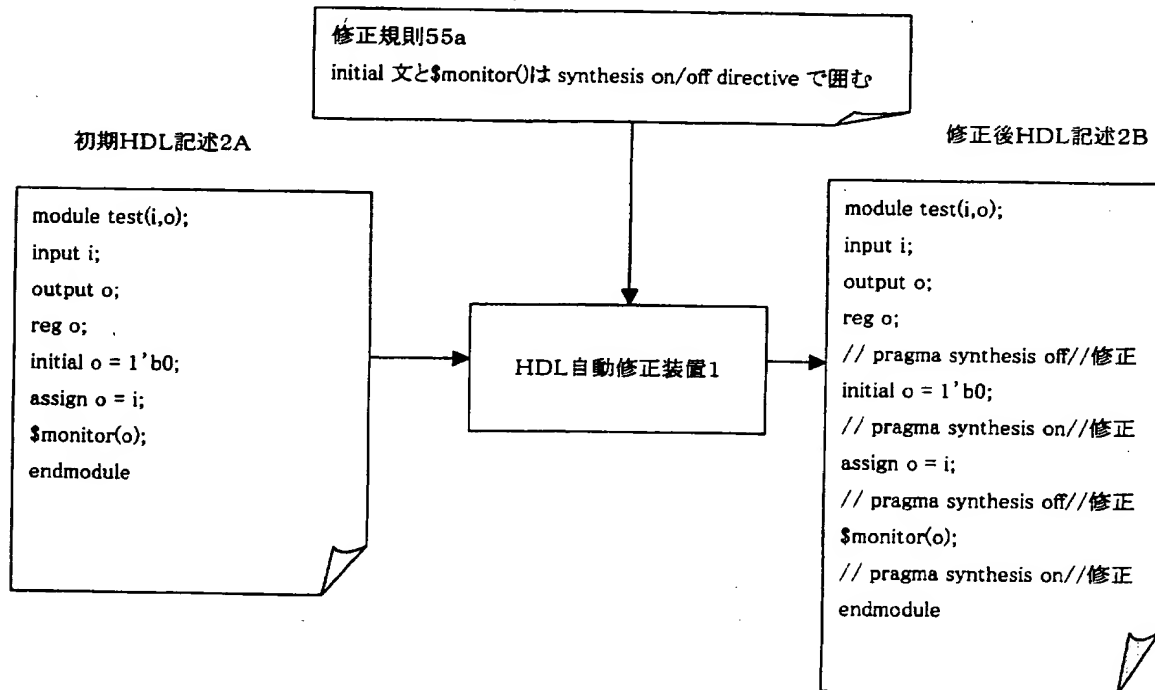 修正規則55a
initial 文と$monitor()は synthesis on/off directive で囲む
初期HDL記述2A
module test(i,o);
input i;
output o;
reg o;
initial o = 1'b0;
assign o = i;
$monitor(o);
endmodule
HDL自動修正装置1
修正後HDL記述2B
module test(i,o);
input i;
output o;
reg o;
// pragma synthesis off//修正
initial o = 1'b0;
// pragma synthesis on//修正
assign o = i;
// pragma synthesis off//修正
$monitor(o);
// pragma synthesis on//修正
endmodule